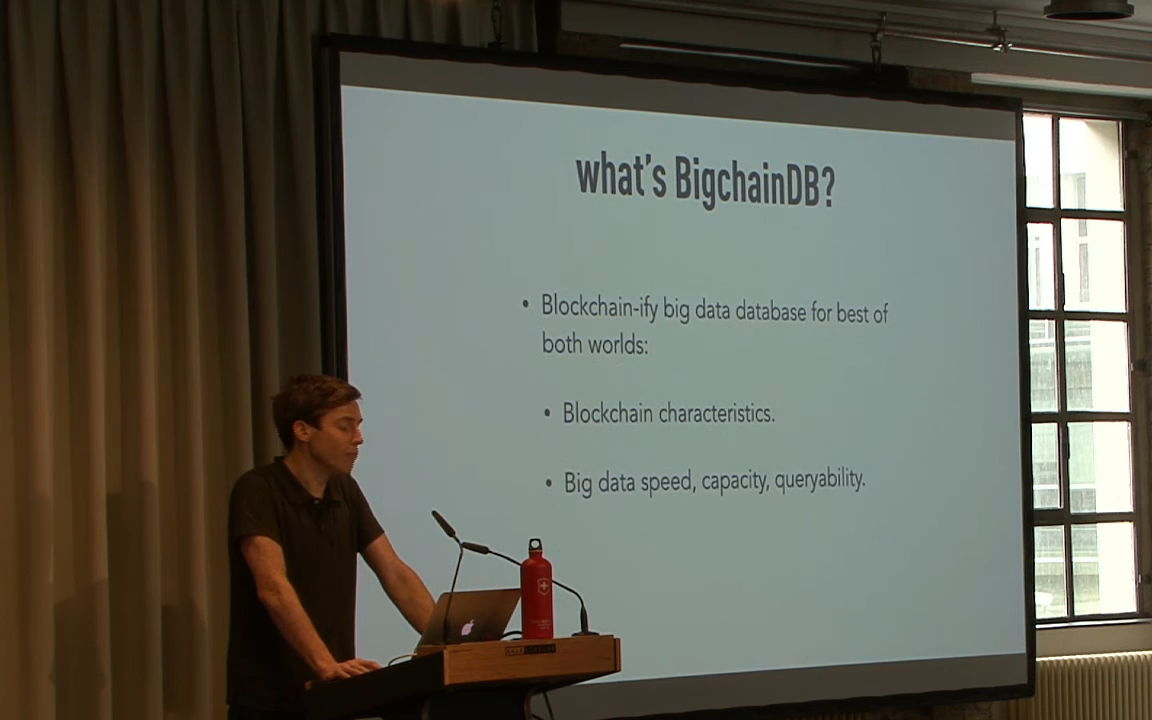 what's BigchainDB?
• Blockchain-ify big data database for best of
both worlds:
• Blockchain characteristics.
• Big data speed, capacity, queryability.